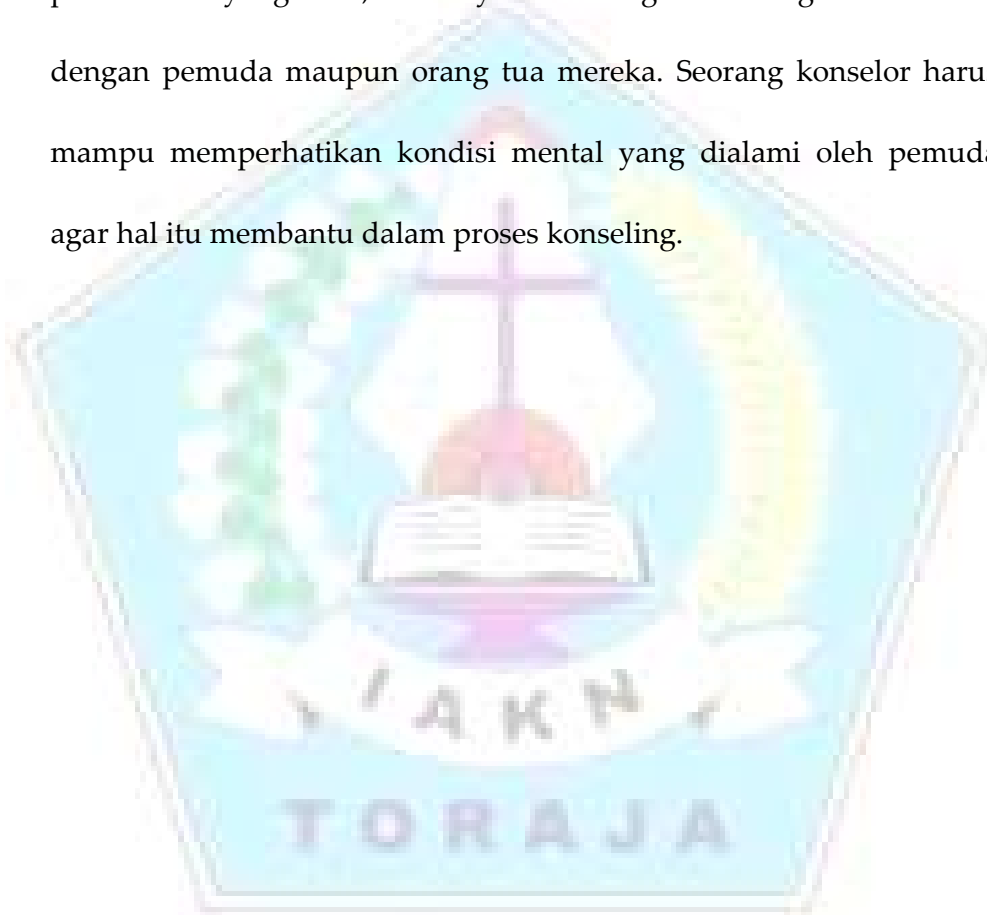 dengan pemuda maupun orang tua mereka. Seorang konselor haru
mampu memperhatikan kondisi mental yang dialami oleh pemuda
agar hal itu membantu dalam proses konseling.
IAKN
TORAJA